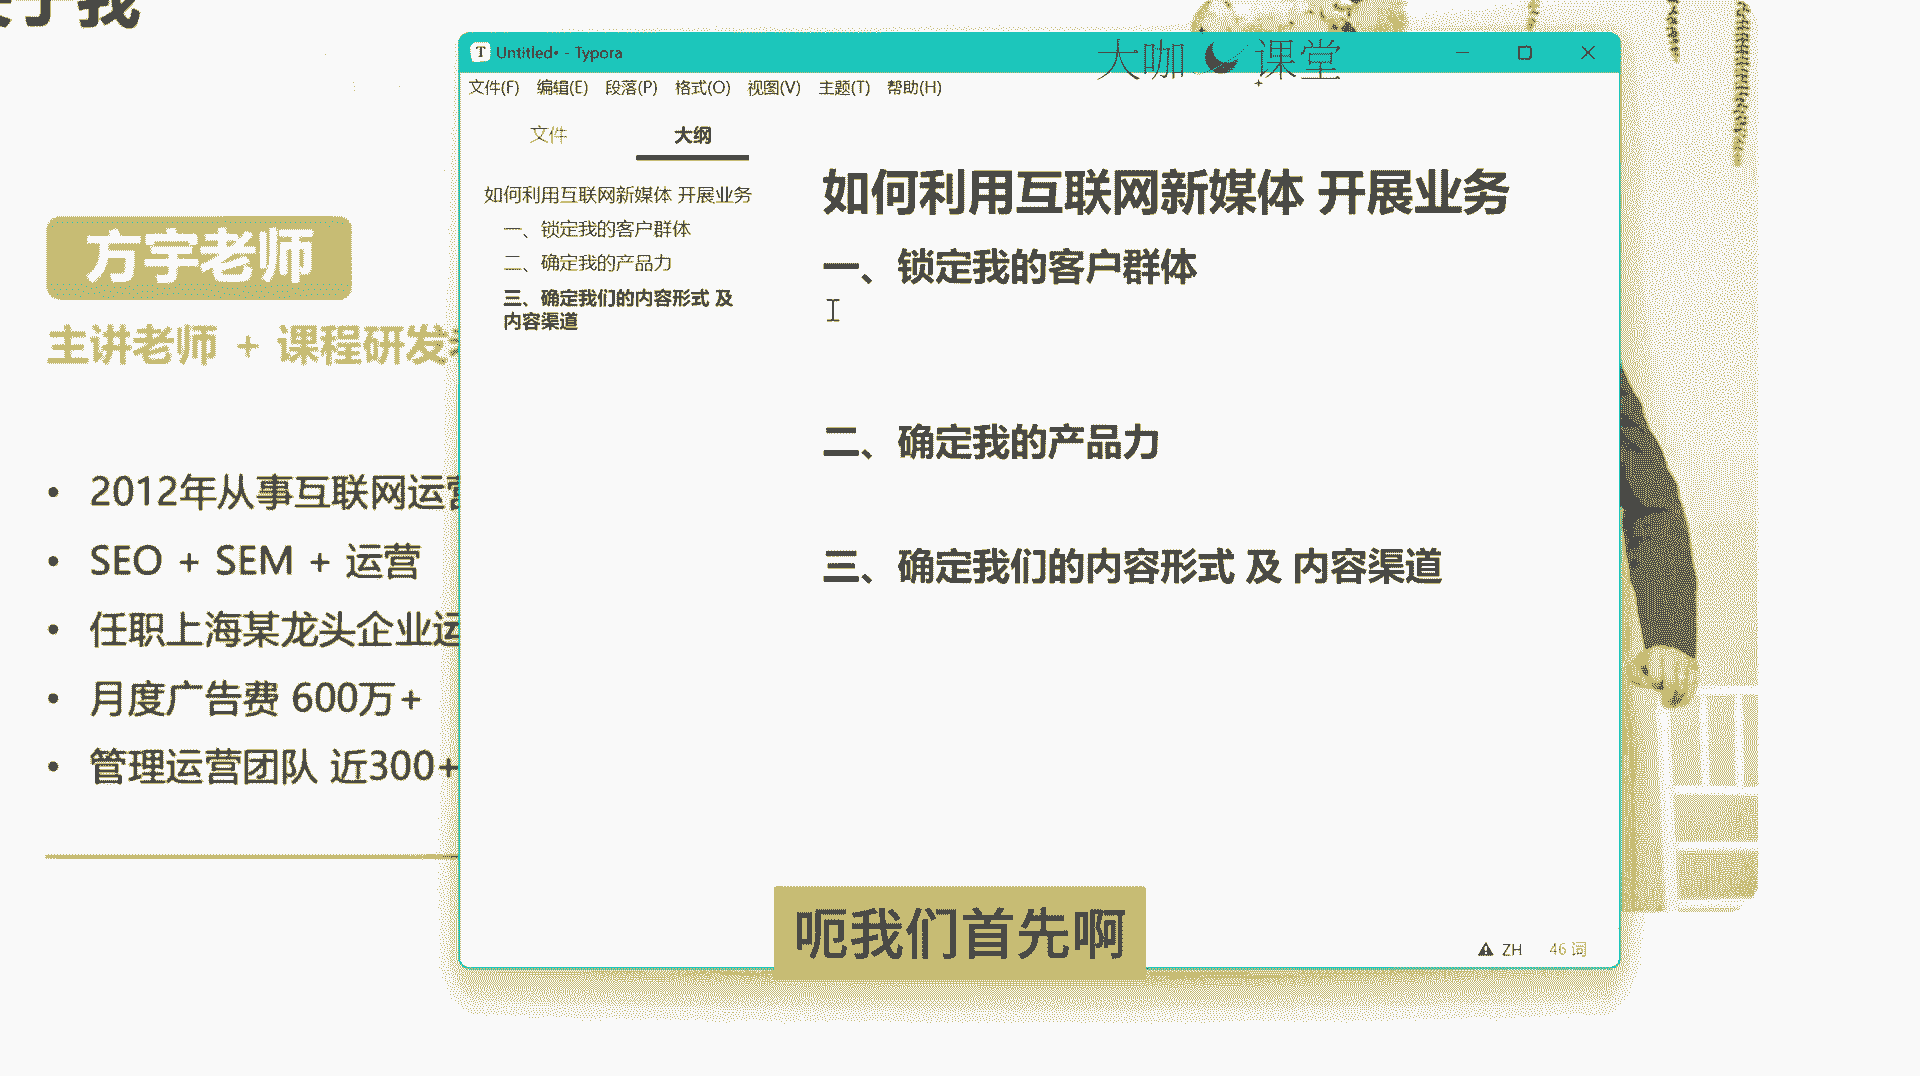 于我
方宇老师
主讲老师 + 课程研发
2012年从事互联网运营
SEO + SEM + 运营
任职上海某龙头企业运
月度广告费 600万+
管理运营团队 近300+
Untitled• - Typora
大咖 课堂
文件(F) 编辑(E) 段落(P) 格式(O) 视图(V) 主题(T) 帮助(H)
文件 大纲
如何利用互联网新媒体 开展业务
一、锁定我的客户群体
二、确定我的产品力
三、确定我们的内容形式 及
内容渠道
如何利用互联网新媒体 开展业务
一、锁定我的客户群体
二、确定我的产品力
三、确定我们的内容形式 及 内容渠道
呃我们首先啊
ZH 46 词